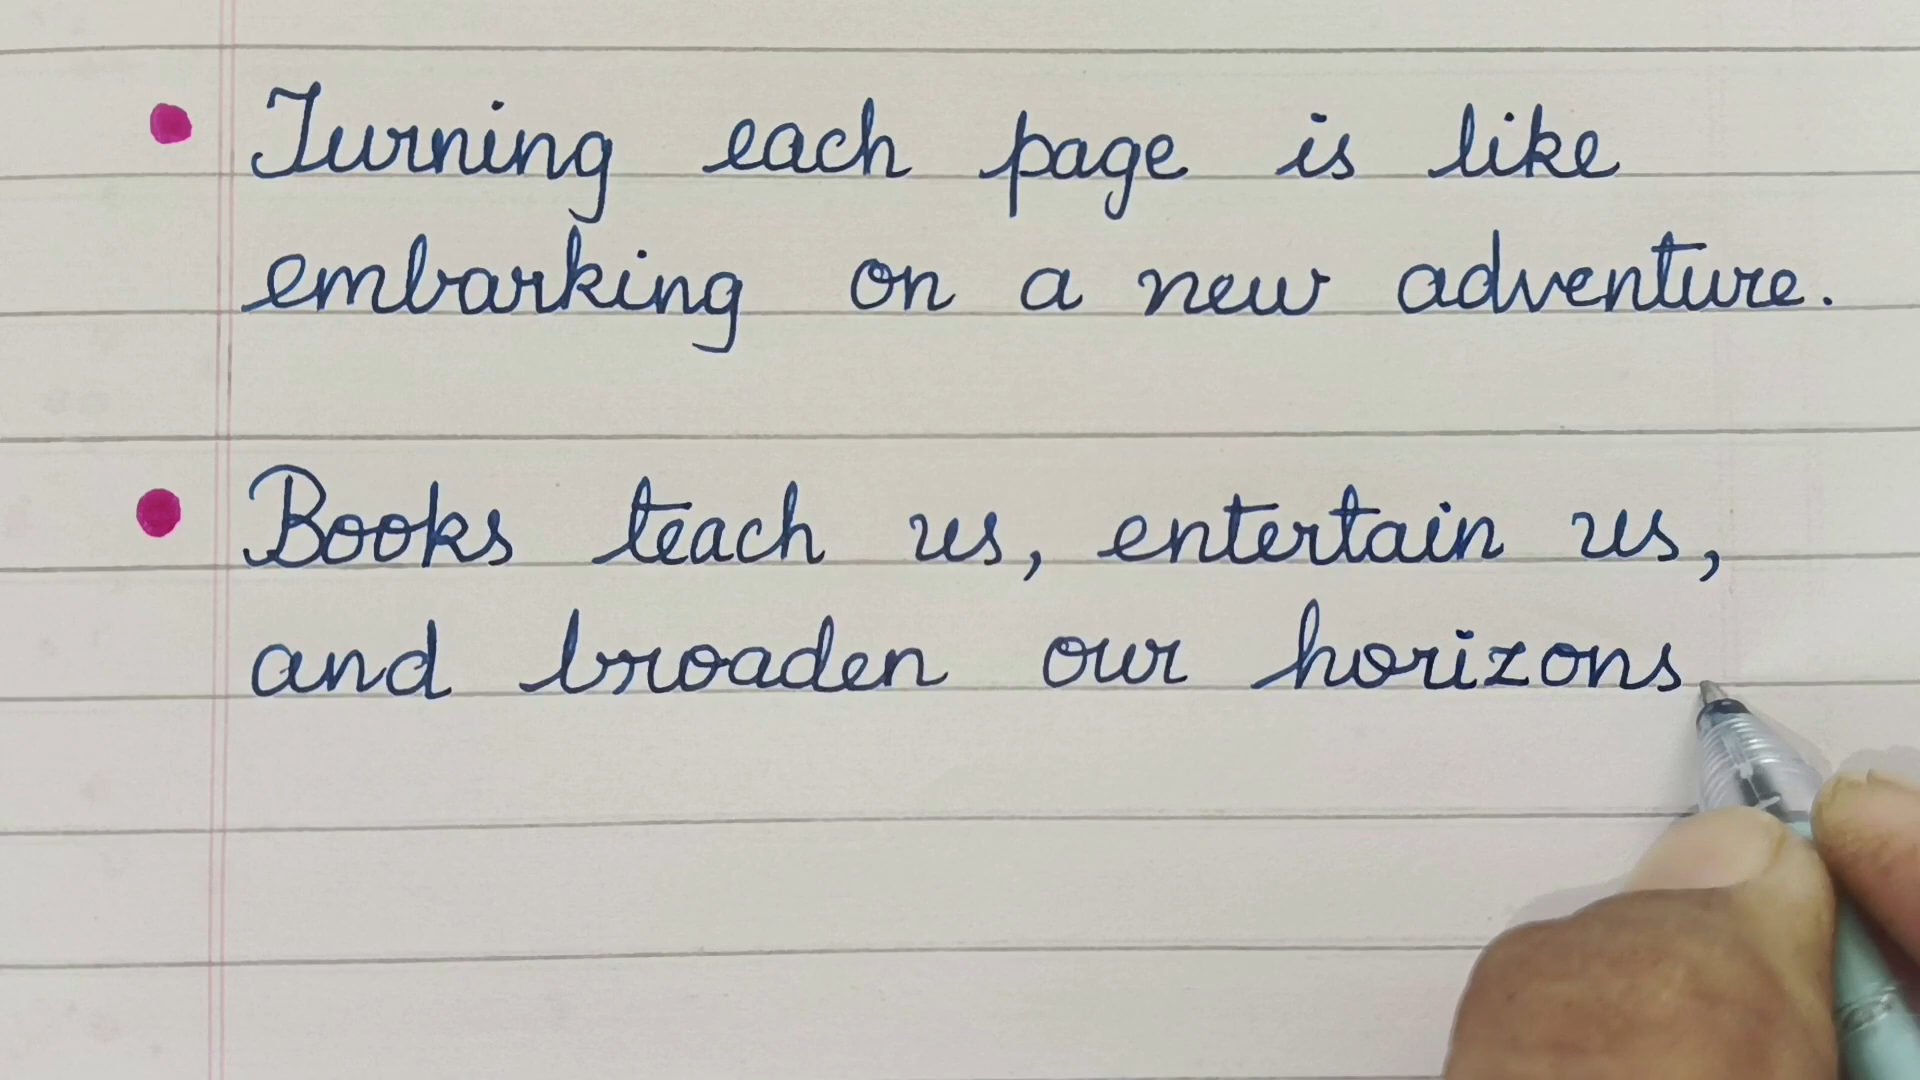 • Turning each page is like
embarking on a new adventure.
• Books teach us, entertain us,
and broaden our horizons